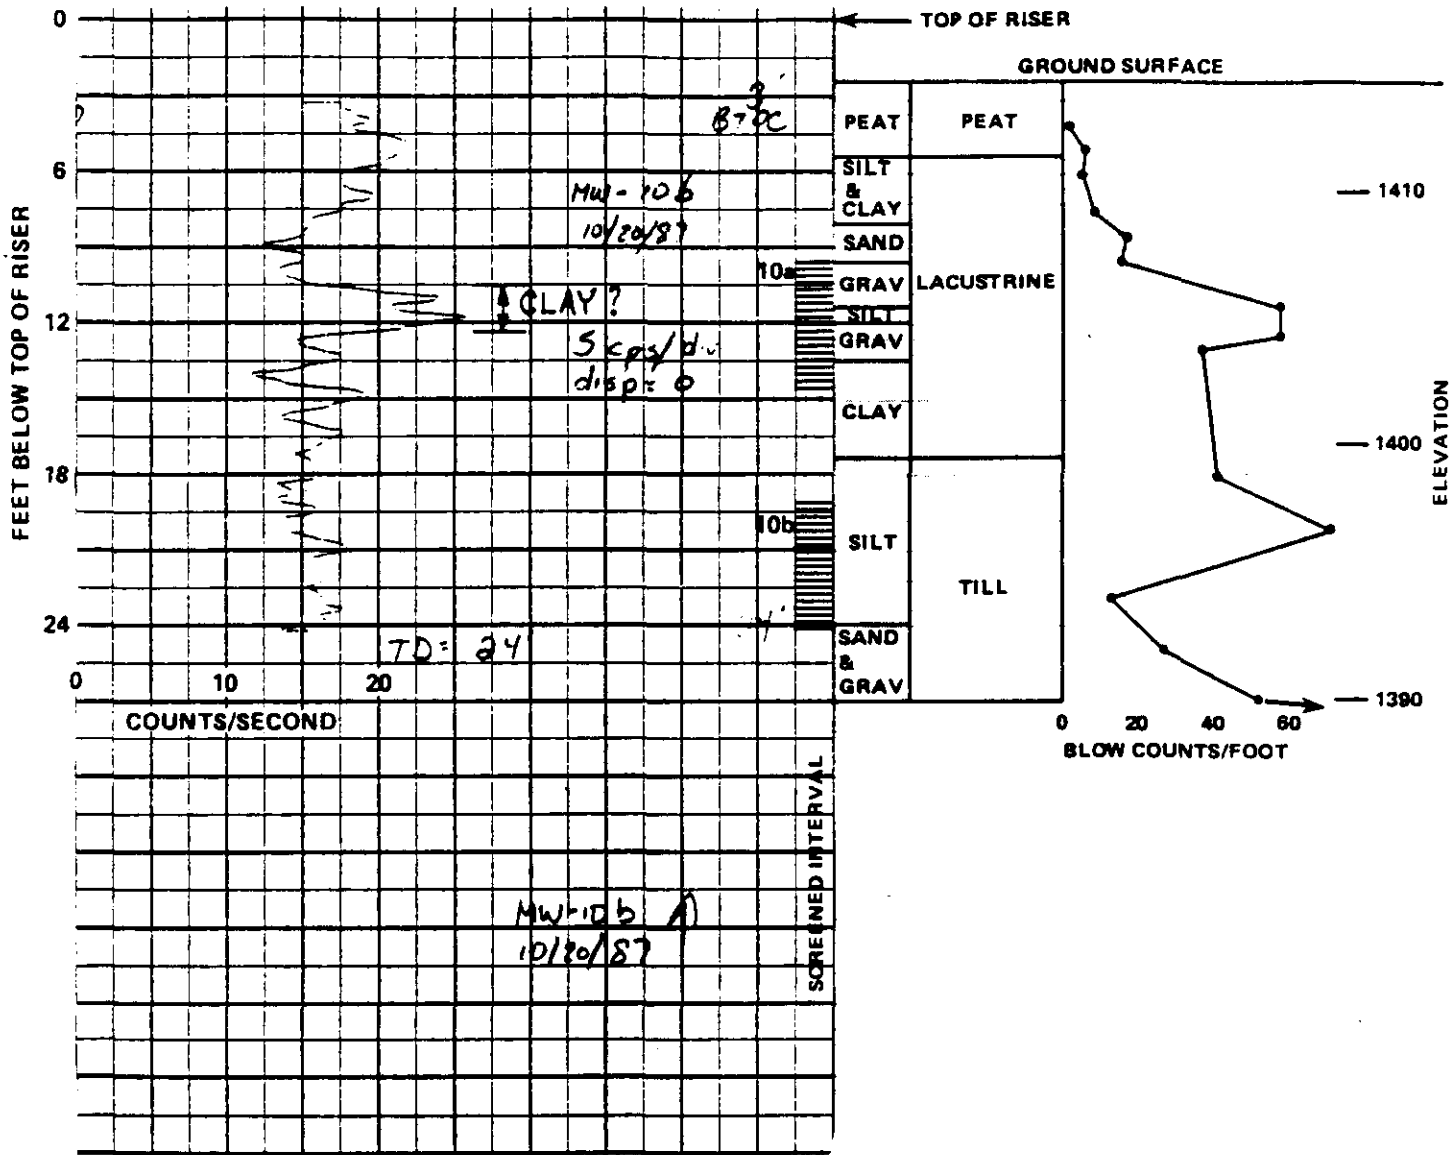 0
TOP OF RISER
GROUND SURFACE
PEAT
PEAT
6
SILT
&
CLAY
1410
MW-10b
10/20/87
SAND
10a
GRAV
LACUSTRINE
CLAY ?
SILT
12
GRAV
5 cps/div
disp= 0
CLAY
1400
18
10b
SILT
TILL
24
TD= 24
SAND
&
GRAV
0 10 20
1390
COUNTS/SECOND
0 20 40 60
BLOW COUNTS/FOOT
FEET BELOW TOP OF RISER
ELEVATION
SCREENED INTERVAL
MW-10b
10/20/87